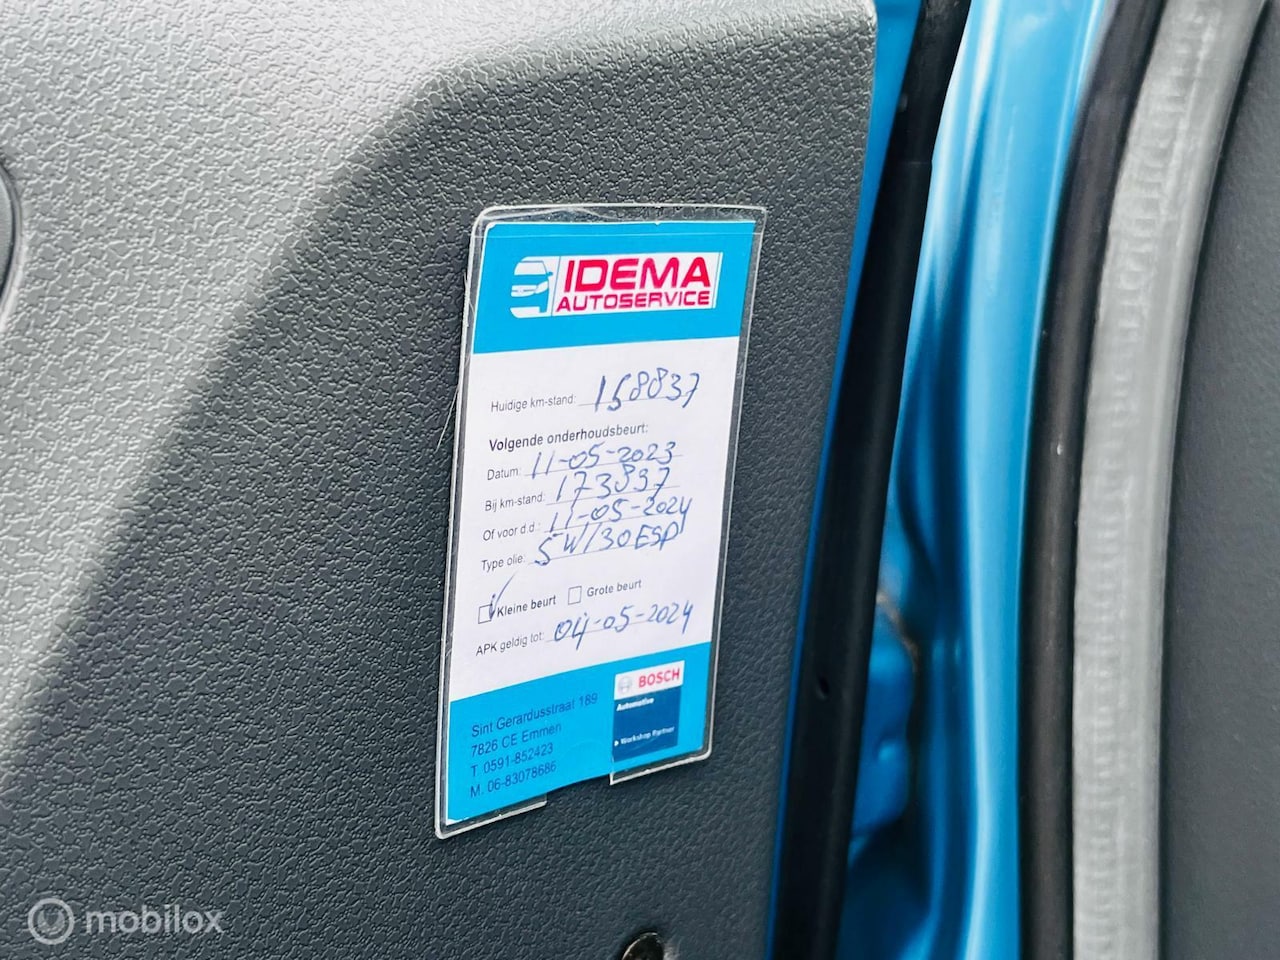 IDEMA
AUTOSERVICE
Huidige km-stand: 158837
Volgende onderhoudsbeurt:
Datum: 11-05-2023
Bij km-stand: 173837
Of voor d.d.: 11-05-2024
Type olie: 5W/30 ESP
Kleine beurt Grote beurt
APK geldig tot: 04-05-2024
BOSCH
Automotive
Workshop Partner
Sint Gerardusstraat 189
7826 CE Emmen
T 0591-852423
M. 06-83078686
mobilox